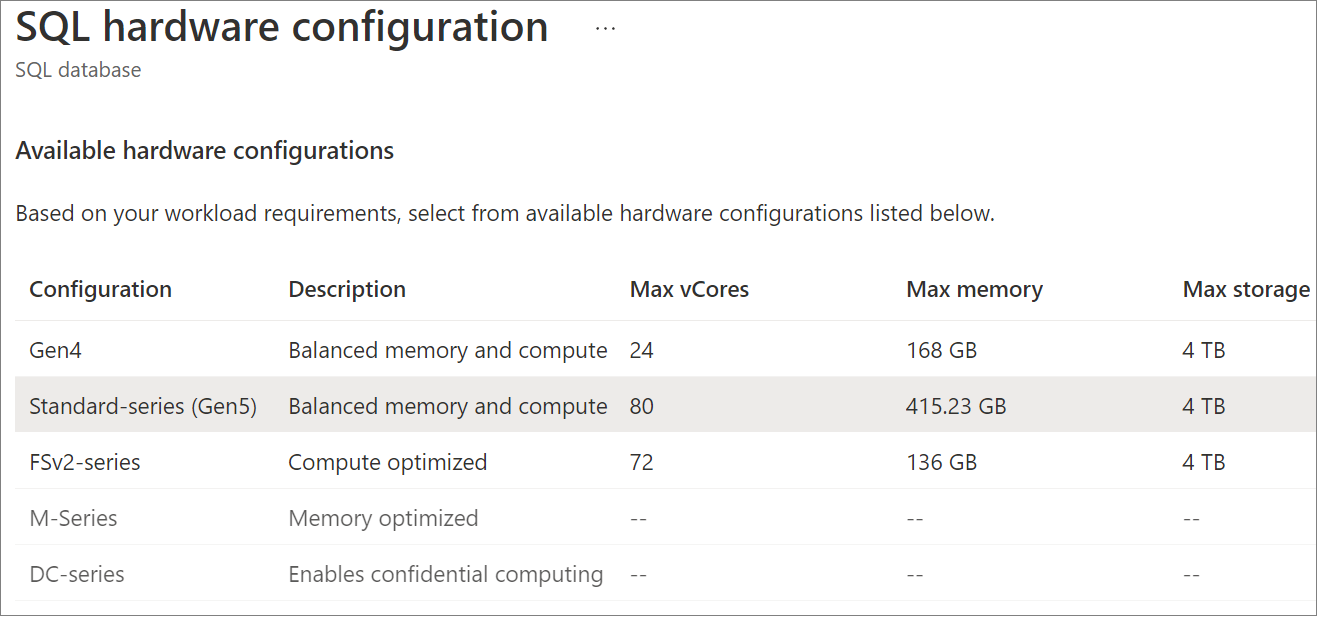 SQL hardware configuration ...
SQL database
Available hardware configurations
Based on your workload requirements, select from available hardware configurations listed below.
Configuration Description Max vCores Max memory Max storage
Gen4 Balanced memory and compute 24 168 GB 4 TB
Standard-series (Gen5) Balanced memory and compute 80 415.23 GB 4 TB
FSv2-series Compute optimized 72 136 GB 4 TB
M-Series Memory optimized -- -- --
DC-series Enables confidential computing -- -- --